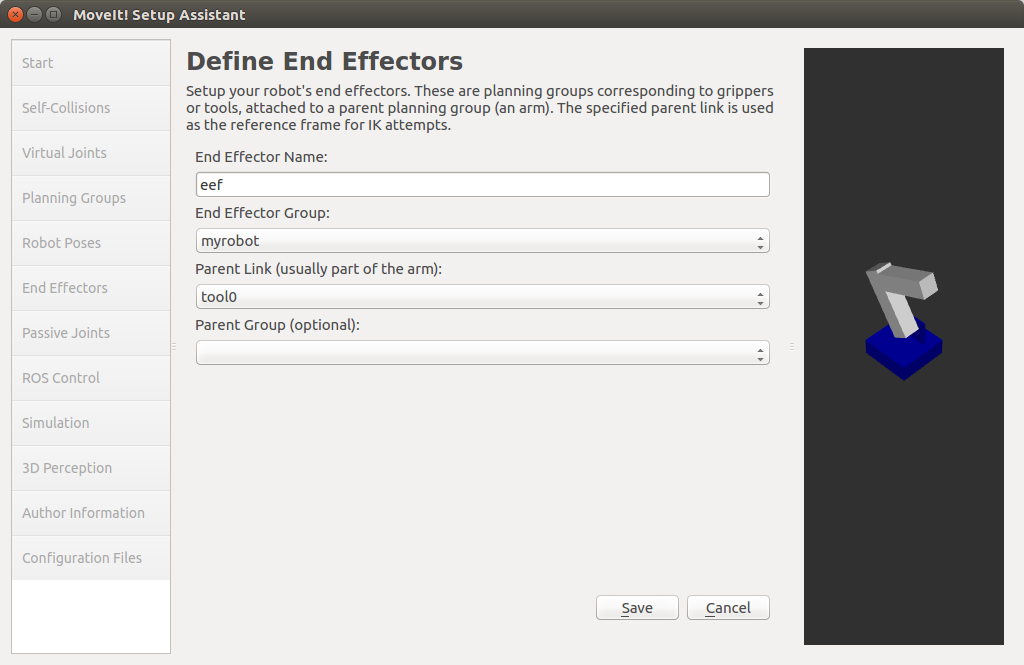 MoveIt! Setup Assistant
Start
Self-Collisions
Virtual Joints
Planning Groups
Robot Poses
End Effectors
Passive Joints
ROS Control
Simulation
3D Perception
Author Information
Configuration Files
Define End Effectors
Setup your robot's end effectors. These are planning groups corresponding to grippers
or tools, attached to a parent planning group (an arm). The specified parent link is used
as the reference frame for IK attempts.
End Effector Name:
eef
End Effector Group:
myrobot
Parent Link (usually part of the arm):
tool0
Parent Group (optional):
Save
Cancel